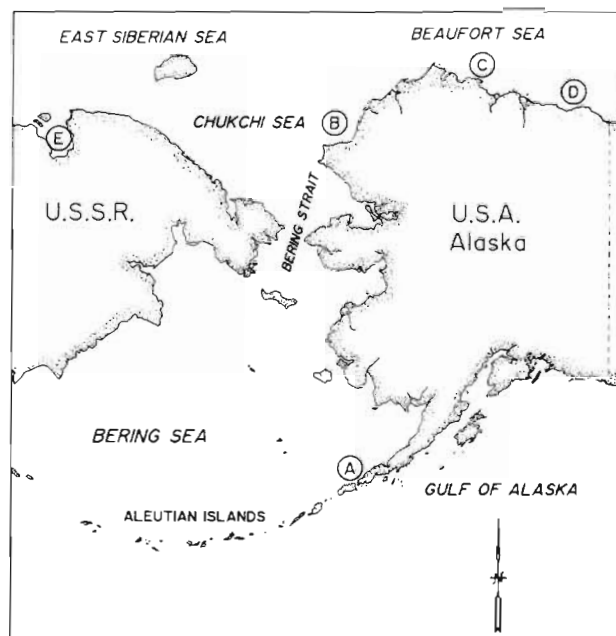 EAST SIBERIAN SEA
BEAUFORT SEA
C
D
CHUKCHI SEA
B
E
BERING STRAIT
U.S.S.R.
U.S.A.
Alaska
BERING SEA
A
GULF OF ALASKA
ALEUTIAN ISLANDS
N